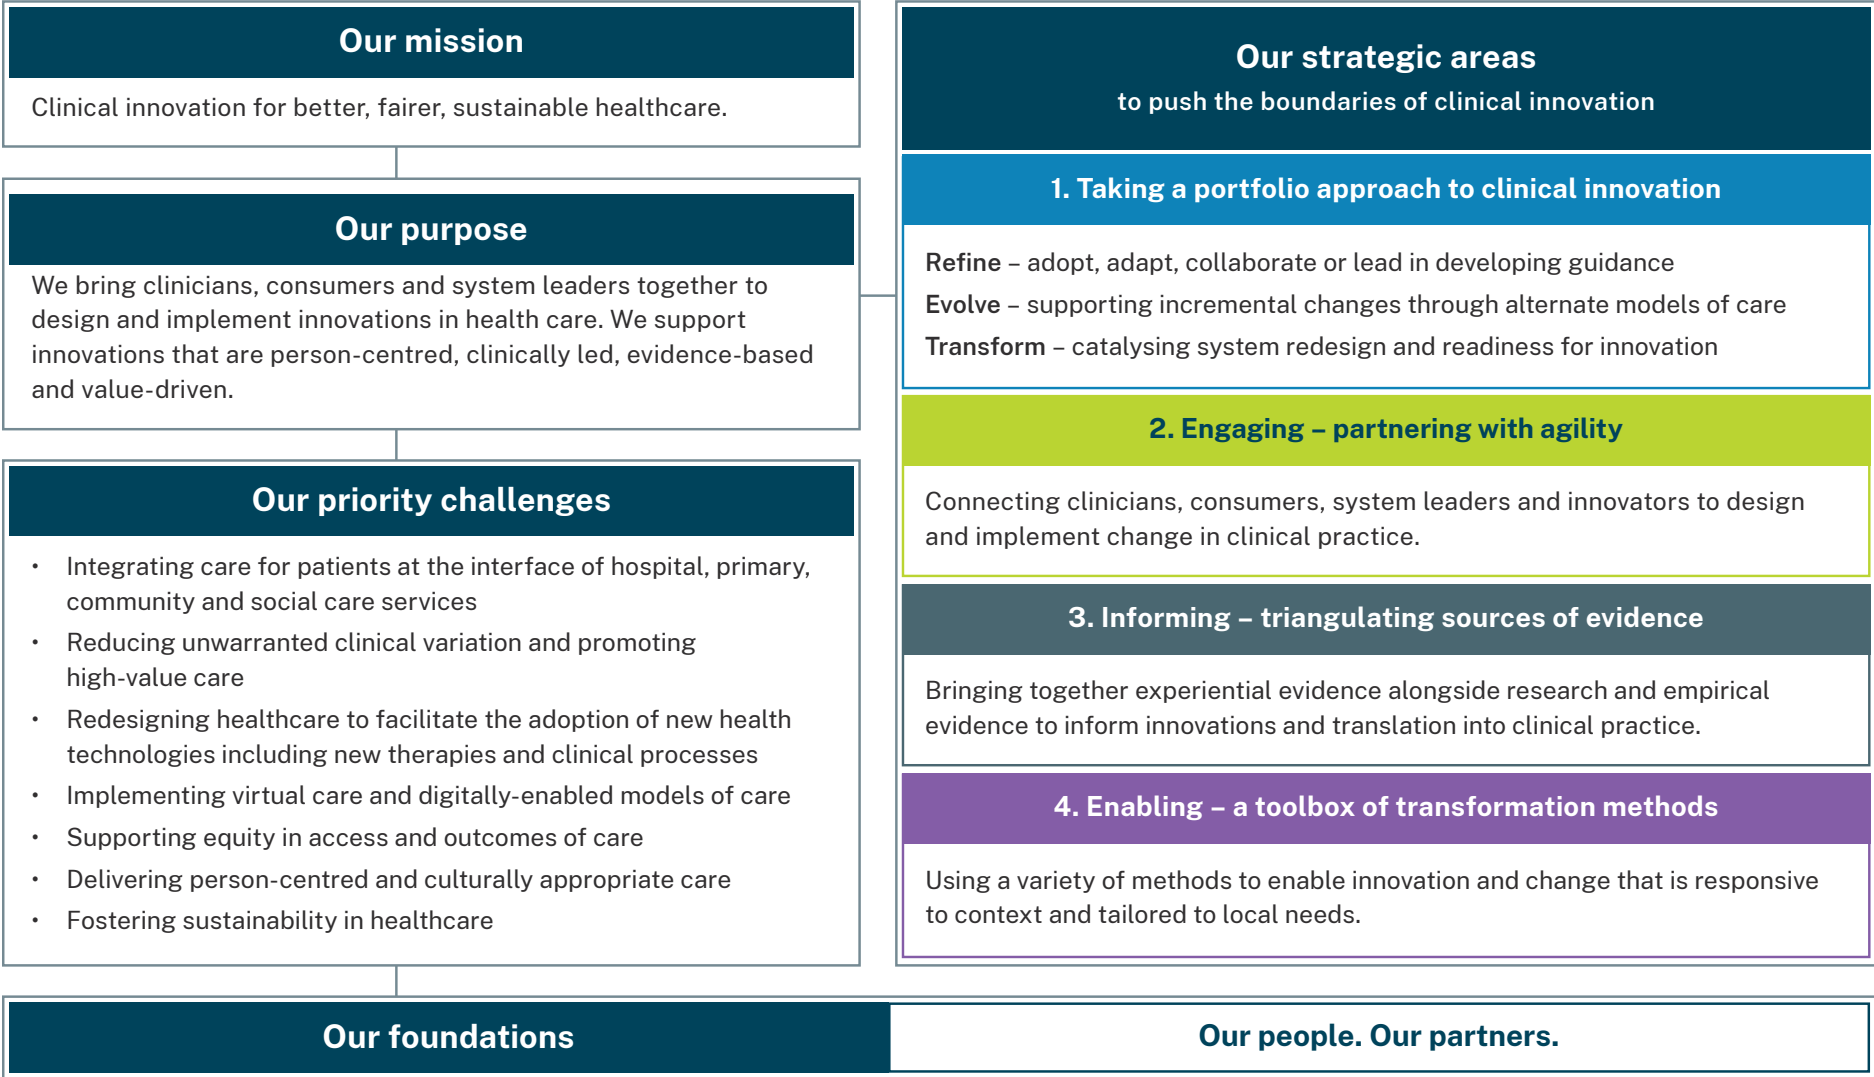 Our mission
Clinical innovation for better, fairer, sustainable healthcare.
Our purpose
We bring clinicians, consumers and system leaders together to
design and implement innovations in health care. We support
innovations that are person-centred, clinically led, evidence-based
and value-driven.
Our priority challenges
• Integrating care for patients at the interface of hospital, primary,
community and social care services
• Reducing unwarranted clinical variation and promoting
high-value care
• Redesigning healthcare to facilitate the adoption of new health
technologies including new therapies and clinical processes
• Implementing virtual care and digitally-enabled models of care
• Supporting equity in access and outcomes of care
• Delivering person-centred and culturally appropriate care
• Fostering sustainability in healthcare
Our strategic areas
to push the boundaries of clinical innovation
1. Taking a portfolio approach to clinical innovation
Refine – adopt, adapt, collaborate or lead in developing guidance
Evolve – supporting incremental changes through alternate models of care
Transform – catalysing system redesign and readiness for innovation
2. Engaging – partnering with agility
Connecting clinicians, consumers, system leaders and innovators to design
and implement change in clinical practice.
3. Informing – triangulating sources of evidence
Bringing together experiential evidence alongside research and empirical
evidence to inform innovations and translation into clinical practice.
4. Enabling – a toolbox of transformation methods
Using a variety of methods to enable innovation and change that is responsive
to context and tailored to local needs.
Our foundations
Our people. Our partners.